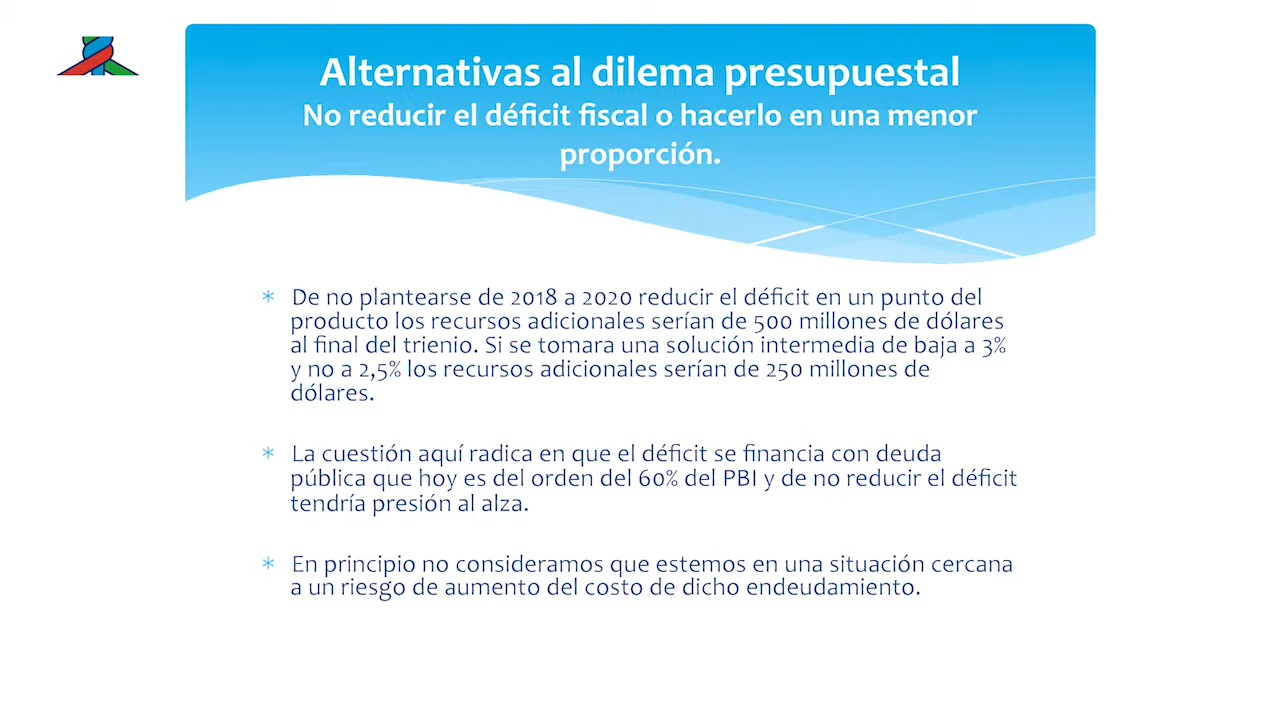 Alternativas al dilema presupuestal
No reducir el déficit fiscal o hacerlo en una menor
proporción.
* De no plantearse de 2018 a 2020 reducir el déficit en un punto del
producto los recursos adicionales serían de 500 millones de dólares
al final del trienio. Si se tomara una solución intermedia de baja a 3%
y no a 2,5% los recursos adicionales serían de 250 millones de
dólares.
* La cuestión aquí radica en que el déficit se financia con deuda
pública que hoy es del orden del 60% del PBI y de no reducir el déficit
tendría presión al alza.
* En principio no consideramos que estemos en una situación cercana
a un riesgo de aumento del costo de dicho endeudamiento.